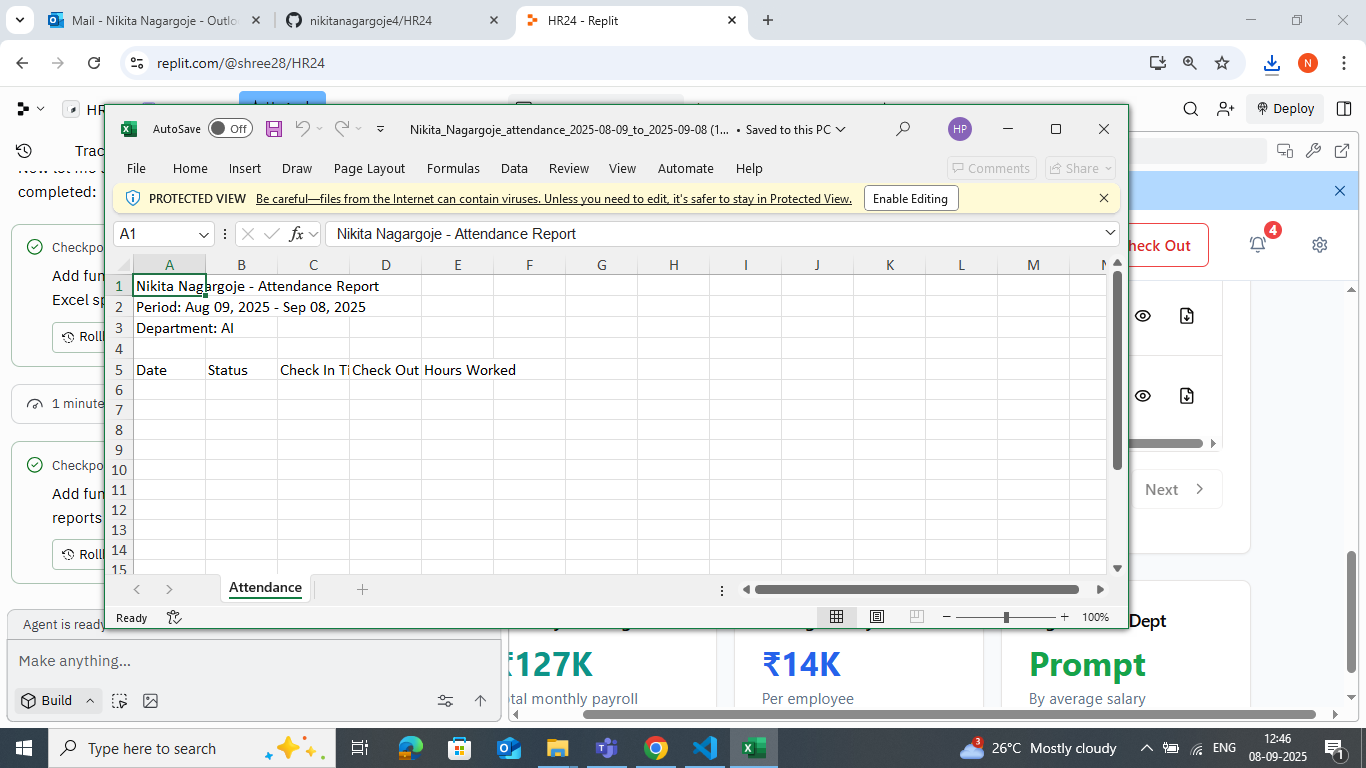 Mail - Nikita Nagargoje - Outlo
nikitanagargoje4/HR24
HR24 - Replit
replit.com/@shree28/HR24
N
HR
Deploy
AutoSave
Off
Nikita_Nagargoje_attendance_2025-08-09_to_2025-09-08 (1... • Saved to this PC
HP
Trac
completed:
File
Home
Insert
Draw
Page Layout
Formulas
Data
Review
View
Automate
Help
Comments
Share
PROTECTED VIEW
Be careful—files from the Internet can contain viruses. Unless you need to edit, it's safer to stay in Protected View.
Enable Editing
A1
fx
Nikita Nagargoje - Attendance Report
heck Out
4
Checkpo
Add fun
Excel sp
Rollb
A B C D E F G H I J K L M N
1 Nikita Nagargoje - Attendance Report
2 Period: Aug 09, 2025 - Sep 08, 2025
3 Department: AI
4
5 Date Status Check In Ti Check Out Hours Worked
6
7
8
9
10
11
12
13
14
15
1 minute
Checkpo
Add fun
reports
Rollb
Next
Attendance
Ready
100%
Agent is ready
Make anything...
Build
Dept
₹127K
₹14K
Prompt
tal monthly payroll
Per employee
By average salary
Type here to search
3
26°C Mostly cloudy
ENG
12:46
08-09-2025
1